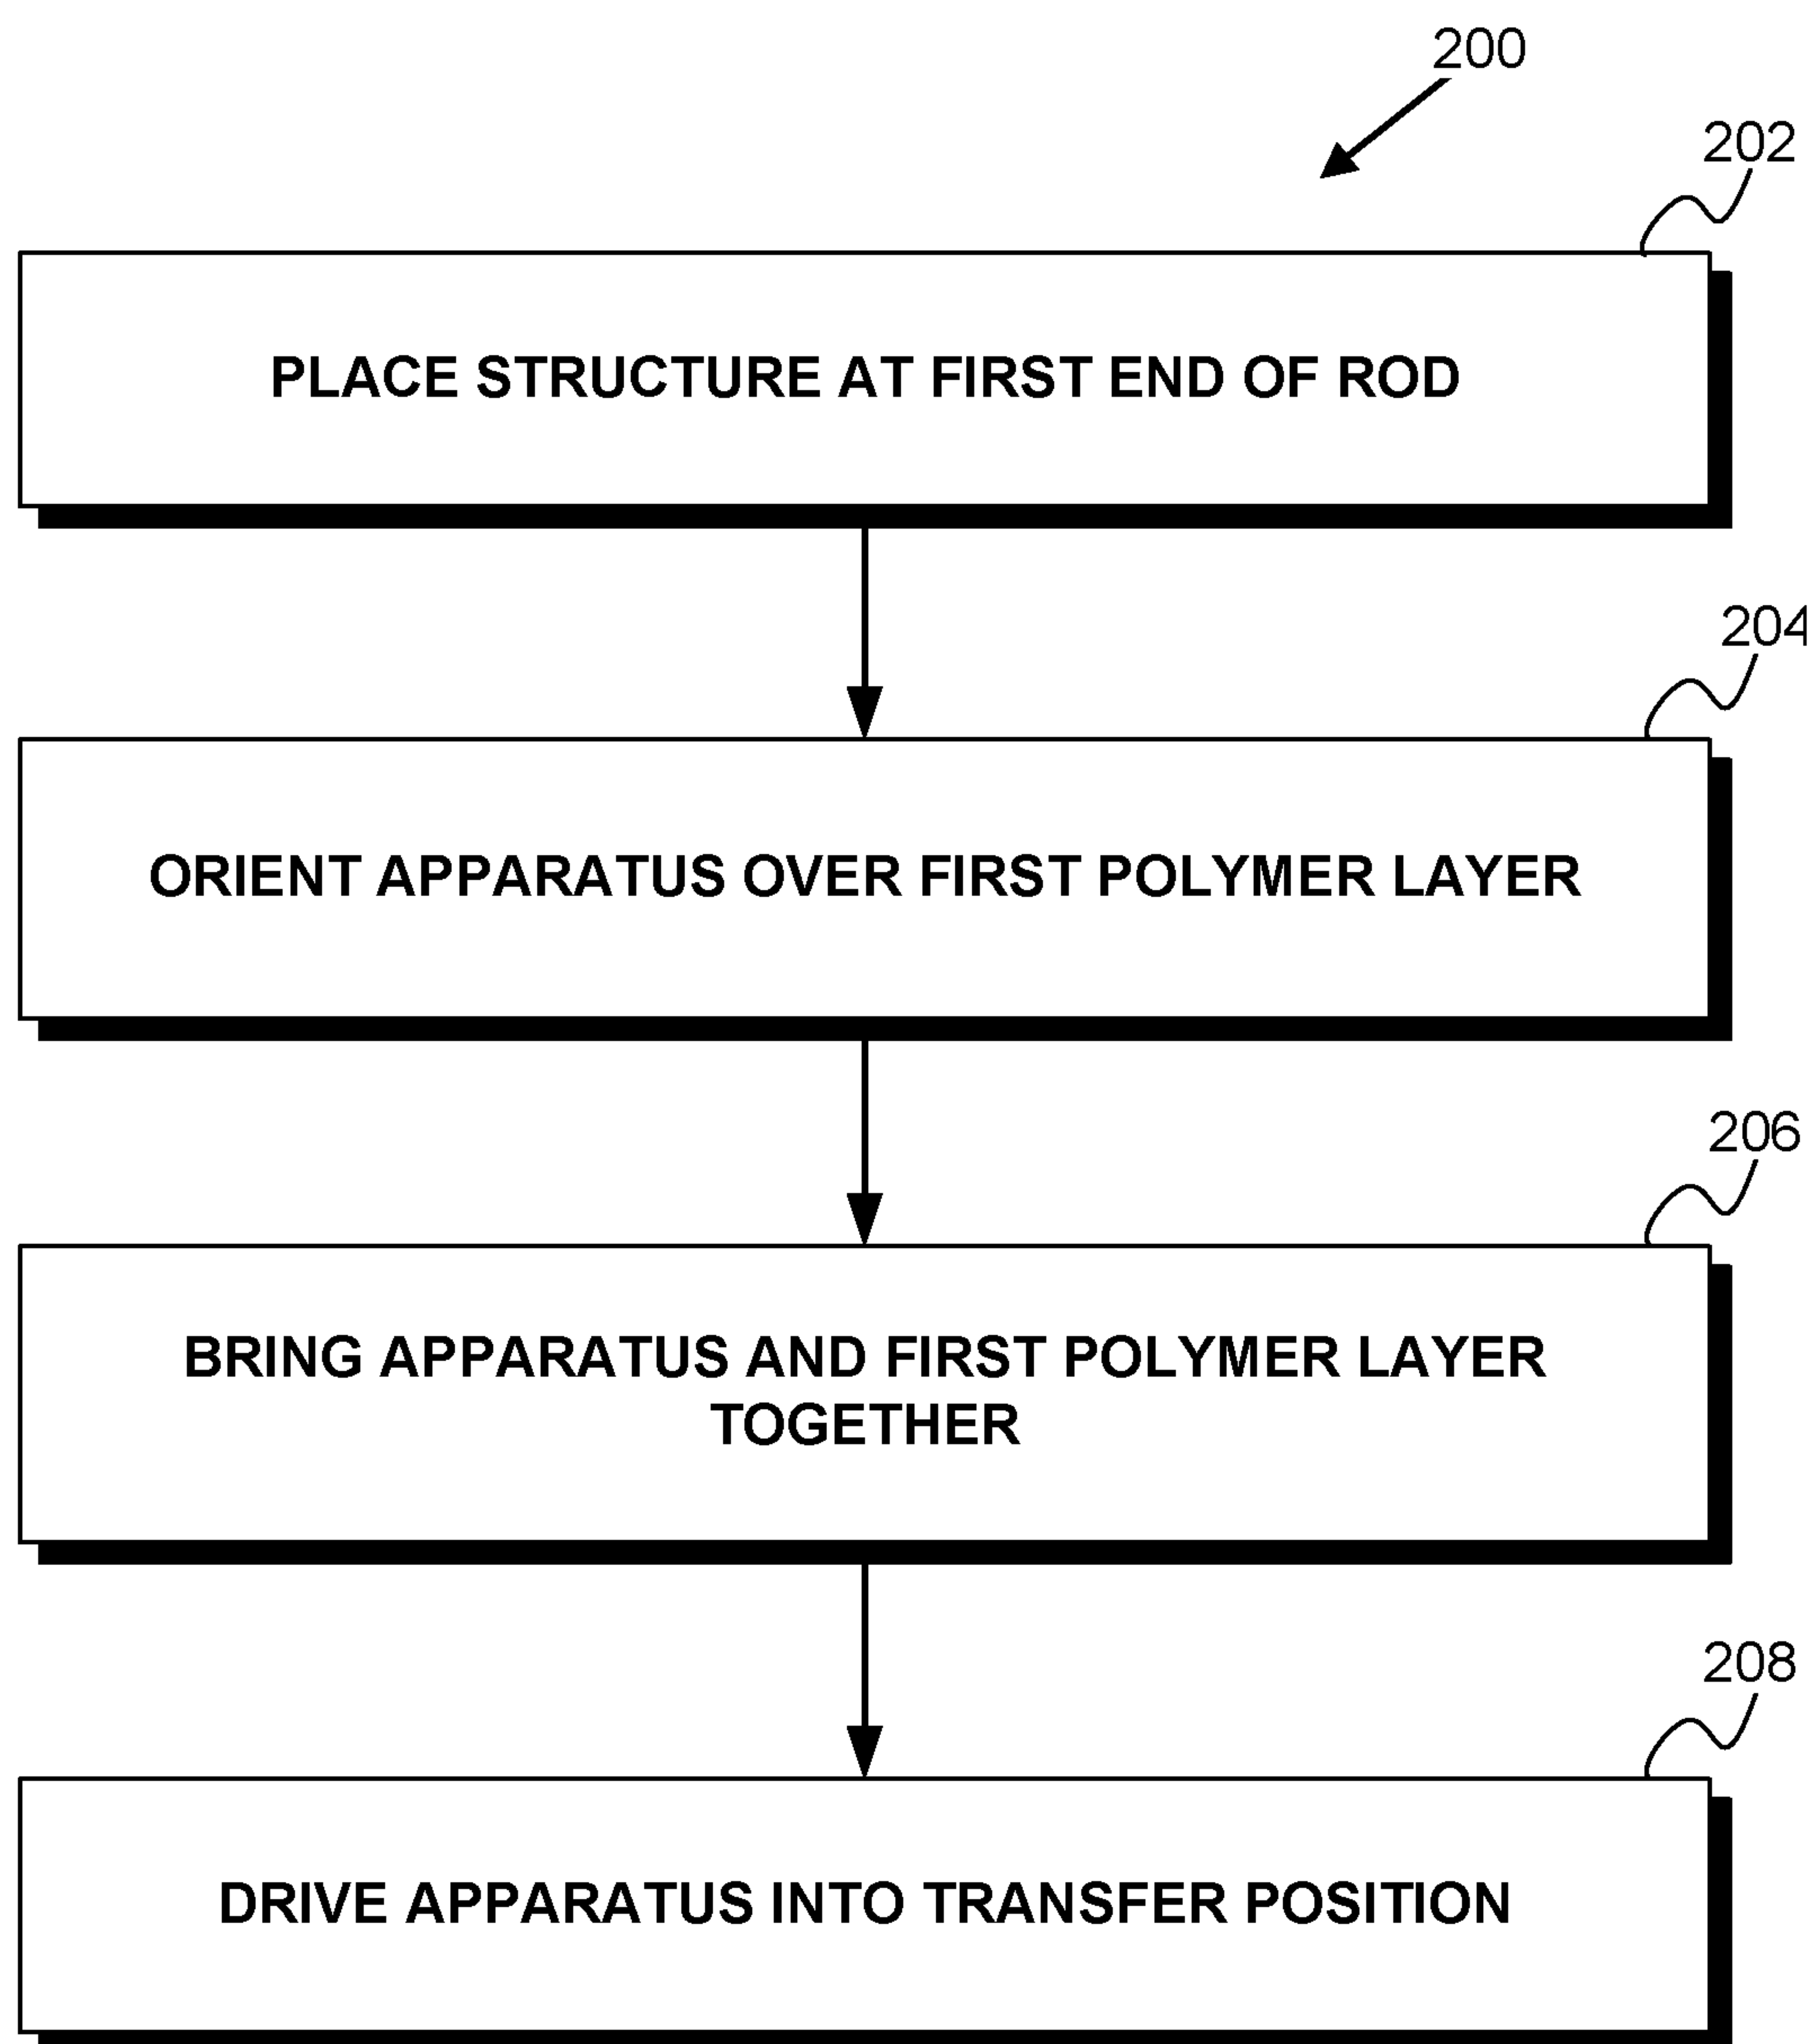 200
202
PLACE STRUCTURE AT FIRST END OF ROD
204
ORIENT APPARATUS OVER FIRST POLYMER LAYER
206
BRING APPARATUS AND FIRST POLYMER LAYER
TOGETHER
208
DRIVE APPARATUS INTO TRANSFER POSITION